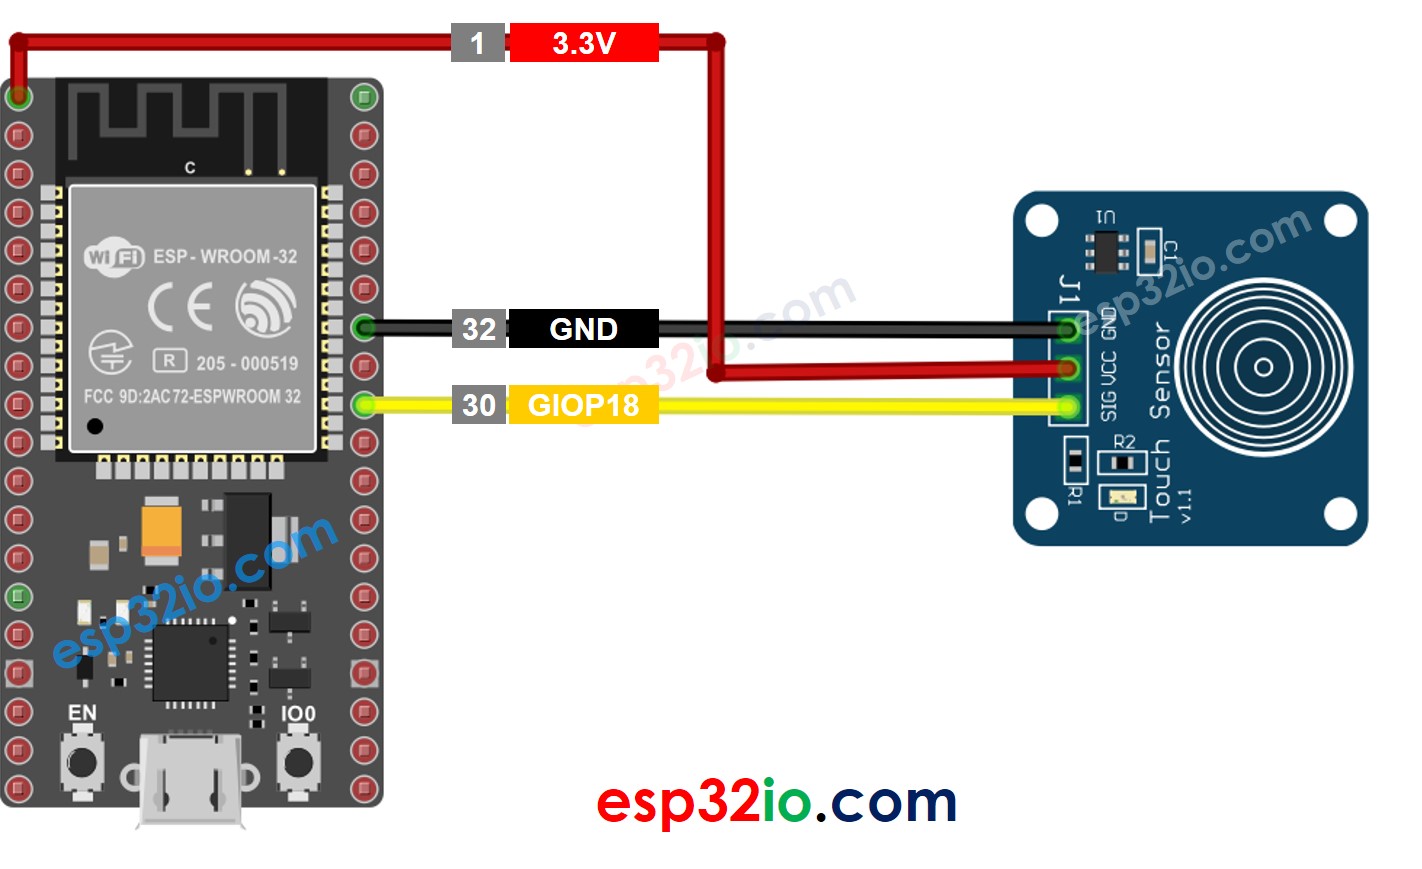 1 3.3V
C
WiFi ESP - WROOM -32
CE
R 205 - 000519
FCC 9D:2AC72-ESPWROOM 32
32 GND
30 GIOP18
esp32io.com
U1
C1
J1
GND
VCC
SIG
Touch Sensor
v1.1
R2
R1
D
esp32io.com
esp32io.com
EN
IO0
esp32io.com